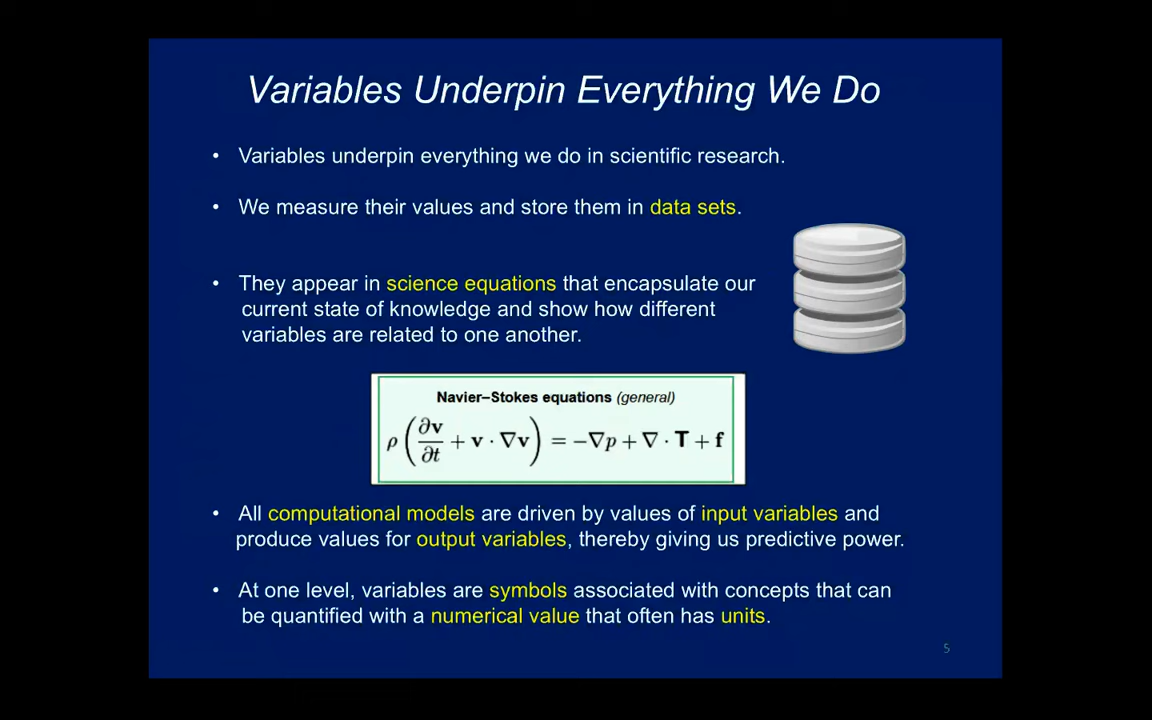 Variables Underpin Everything We Do
• Variables underpin everything we do in scientific research.
• We measure their values and store them in data sets.
• They appear in science equations that encapsulate our
current state of knowledge and show how different
variables are related to one another.
Navier–Stokes equations (general)
ρ(∂v/∂t + v · ∇v) = −∇p + ∇ · T + f
• All computational models are driven by values of input variables and
produce values for output variables, thereby giving us predictive power.
• At one level, variables are symbols associated with concepts that can
be quantified with a numerical value that often has units.
5